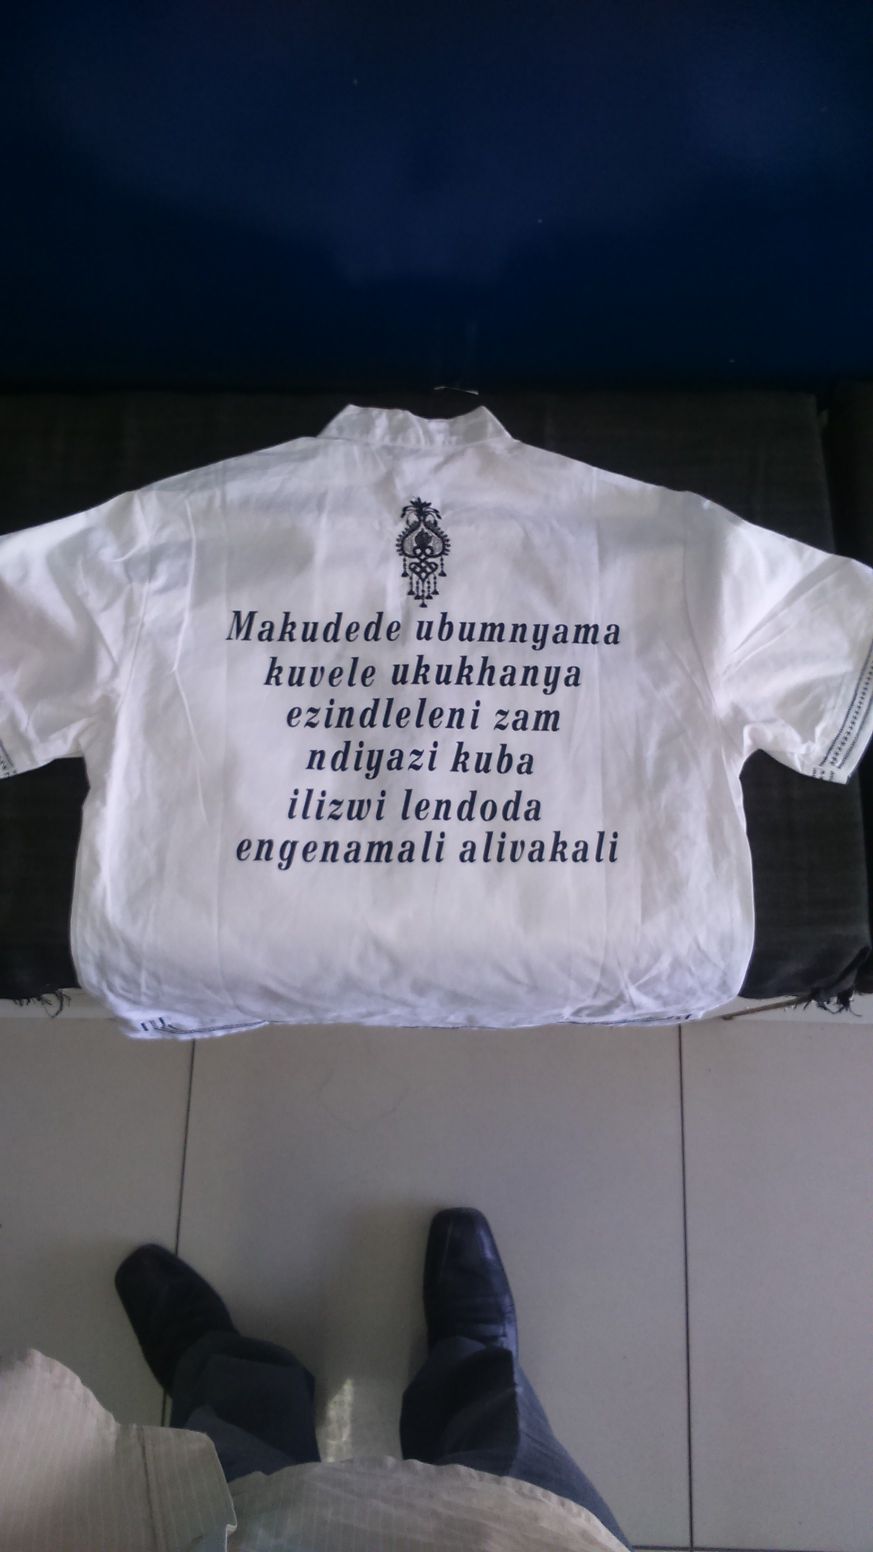 Makudede ubumnyama
kuvele ukukhanya
ezindleleni zam
ndiyazi kuba
ilizwi lendoda
engenamali alivakali